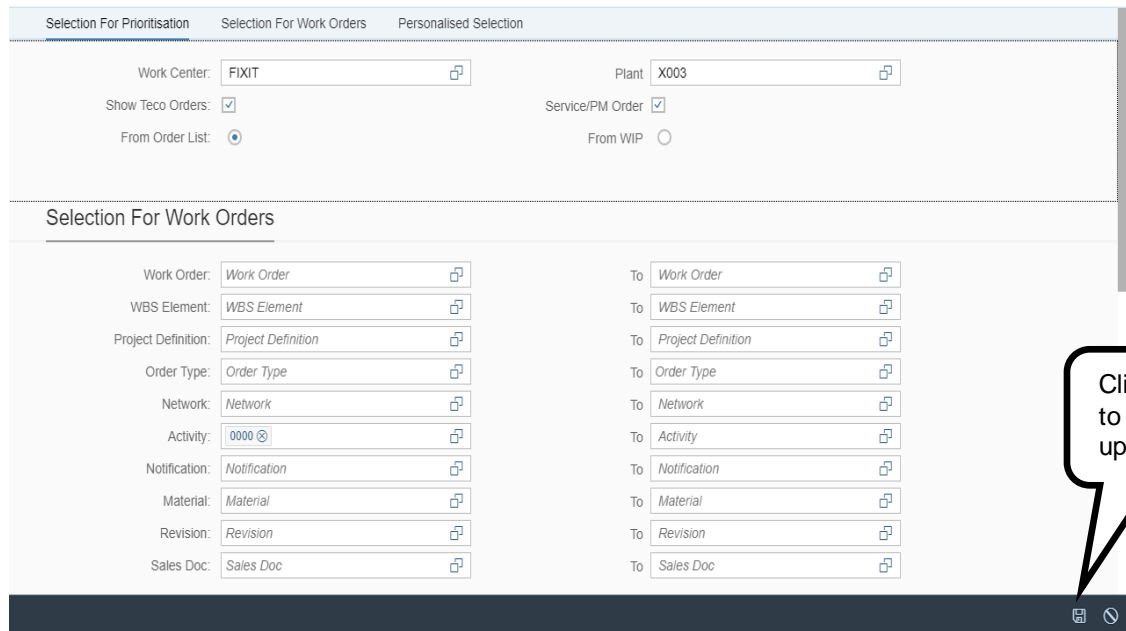 Selection For Prioritisation Selection For Work Orders Personalised Selection
Work Center: FIXIT Plant X003
Show Teco Orders: Service/PM Order
From Order List: From WIP
Selection For Work Orders
Work Order: Work Order To Work Order
WBS Element: WBS Element To WBS Element
Project Definition: Project Definition To Project Definition
Order Type: Order Type To Order Type
Network: Network To Network
Activity: 0000 To Activity
Notification: Notification To Notification
Material: Material To Material
Revision: Revision To Revision
Sales Doc: Sales Doc To Sales Doc
to